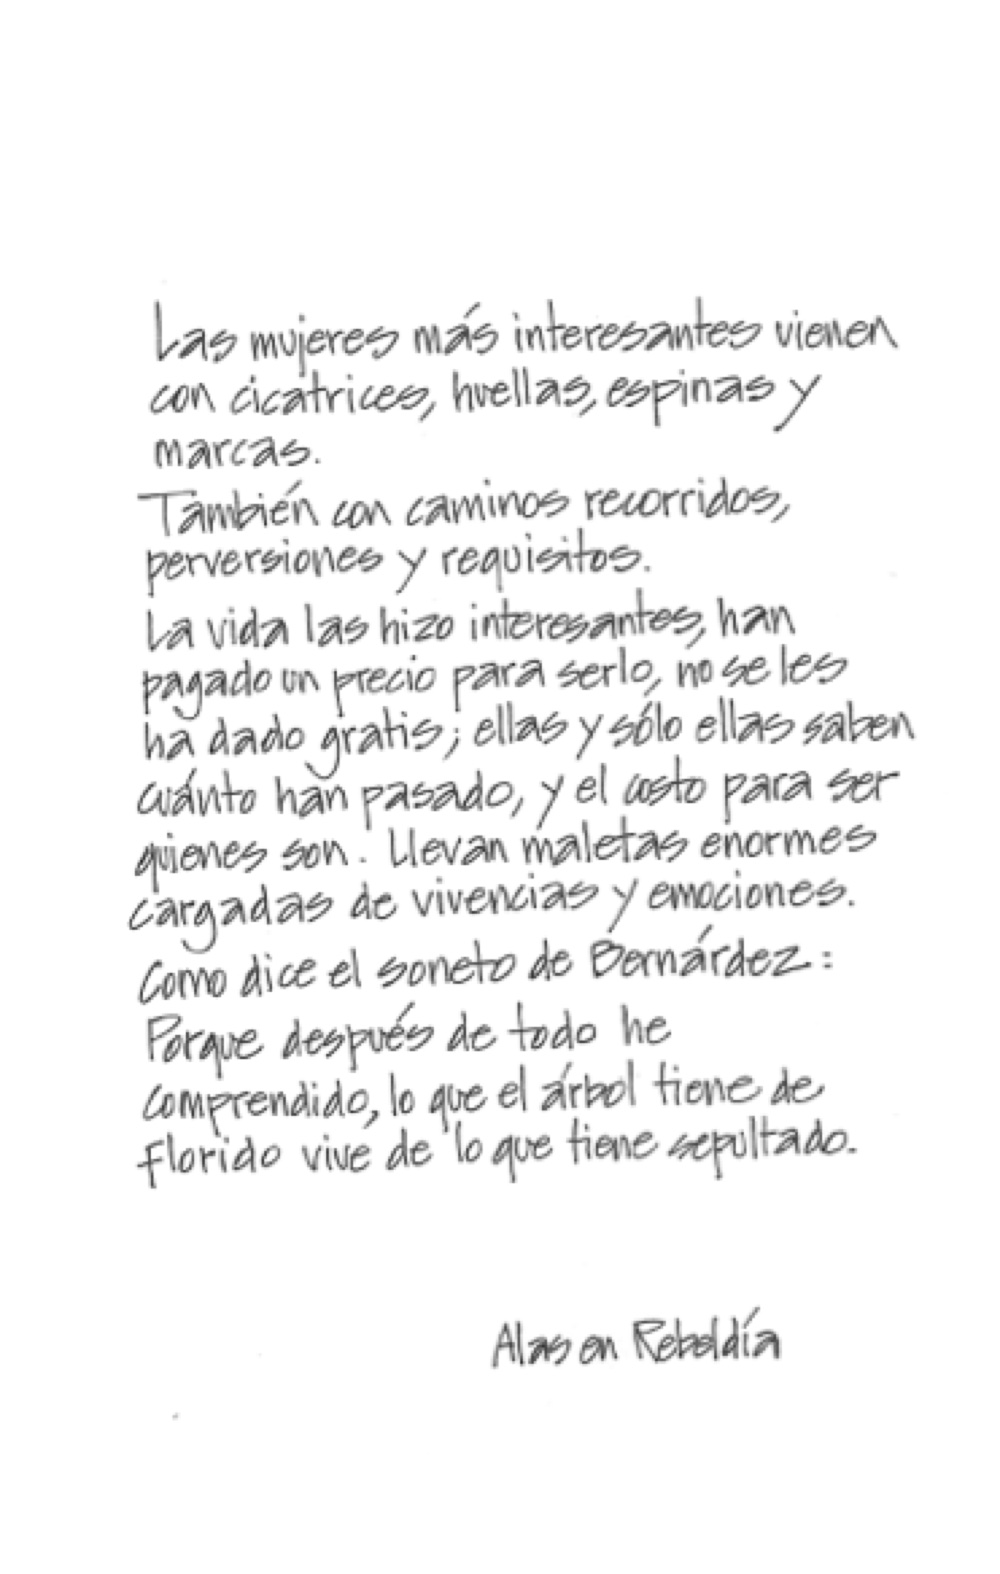 Las mujeres más interesantes vienen
con cicatrices, huellas, espinas y
marcas.
También con caminos recorridos,
perversiones y requisitos.
La vida las hizo interesantes, han
pagado un precio para serlo, no se les
ha dado gratis; ellas y sólo ellas saben
cuánto han pasado, y el costo para ser
quienes son. Llevan maletas enormes
cargadas de vivencias y emociones.
Como dice el soneto de Bernárdez:
Porque después de todo he
comprendido, lo que el árbol tiene de
florido vive de lo que tiene sepultado.
Alas en Rebeldía